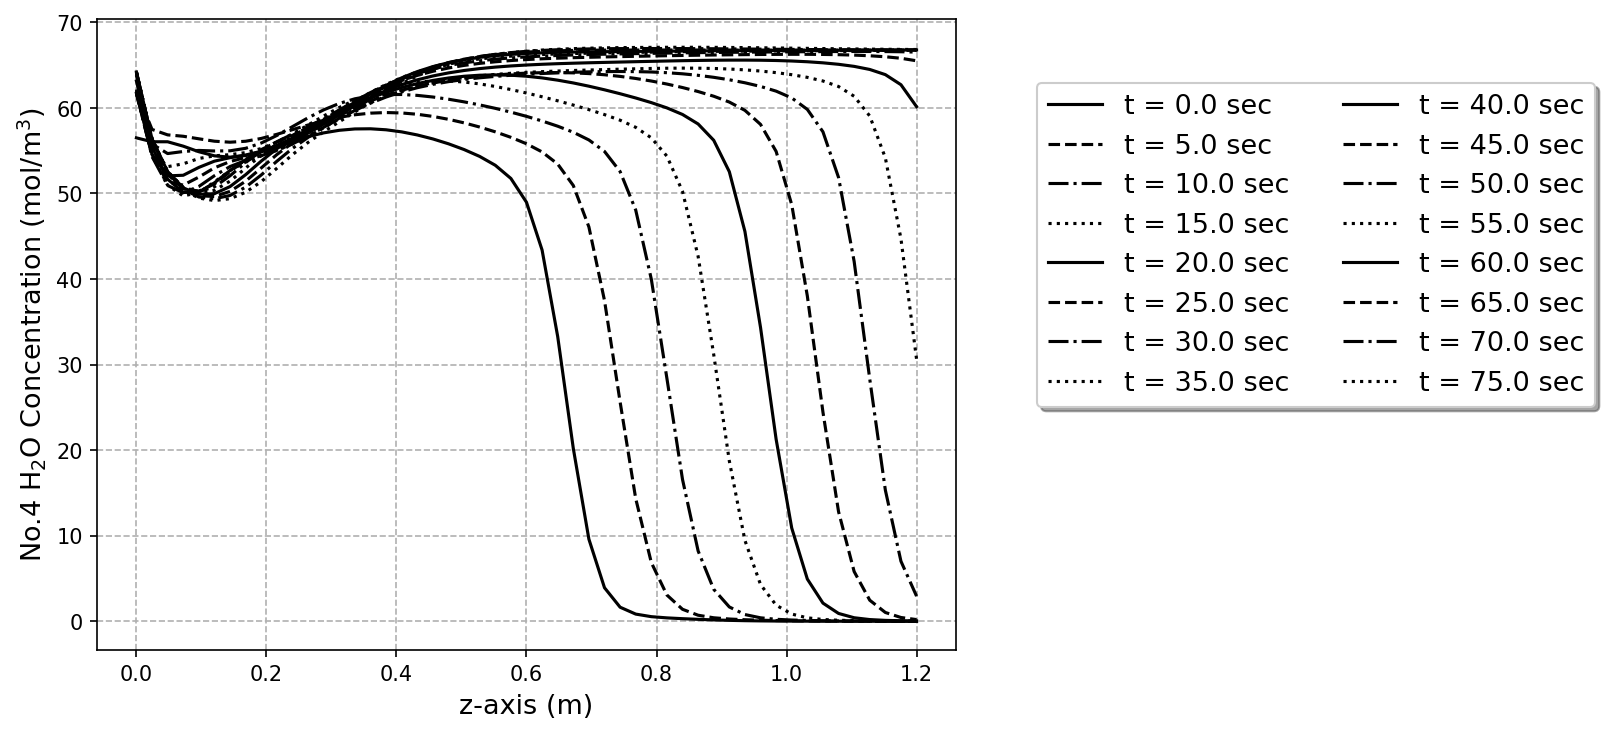 70
60
50
40
30
20
10
0
No.4 H₂O Concentration (mol/m³)
0.0 0.2 0.4 0.6 0.8 1.0 1.2
z-axis (m)
t = 0.0 sec
t = 5.0 sec
t = 10.0 sec
t = 15.0 sec
t = 20.0 sec
t = 25.0 sec
t = 30.0 sec
t = 35.0 sec
t = 40.0 sec
t = 45.0 sec
t = 50.0 sec
t = 55.0 sec
t = 60.0 sec
t = 65.0 sec
t = 70.0 sec
t = 75.0 sec